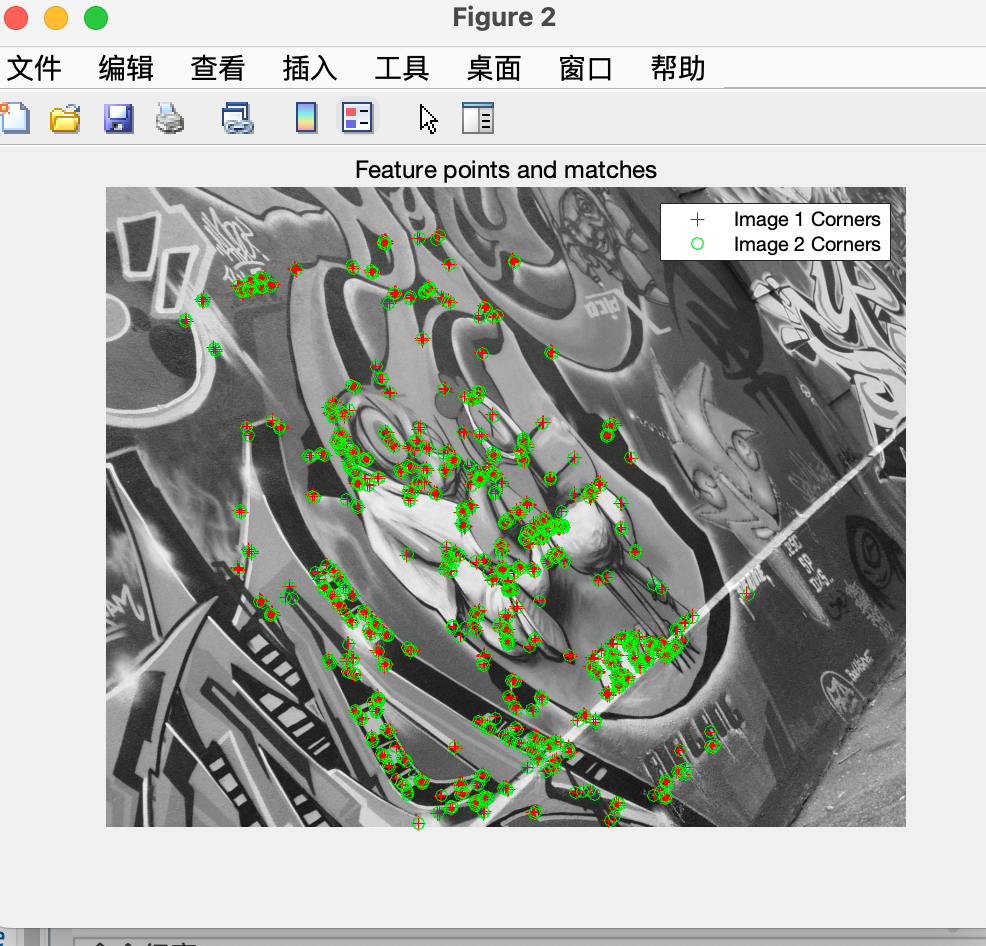 Figure 2
文件 编辑 查看 插入 工具 桌面 窗口 帮助
Feature points and matches
Image 1 Corners
Image 2 Corners